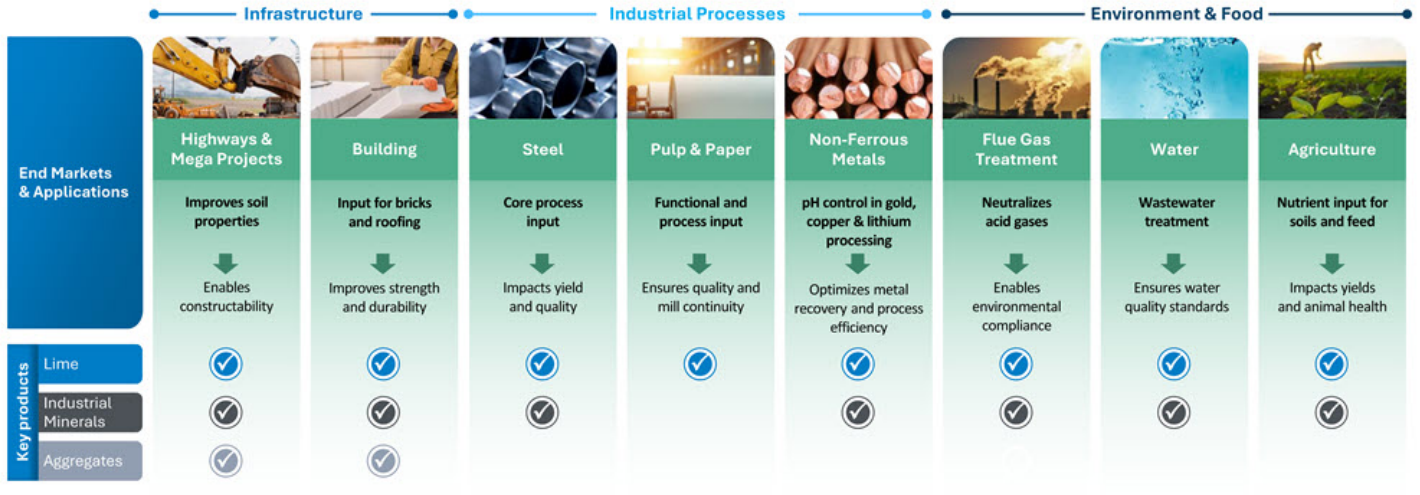 Infrastructure
Industrial Processes
Environment & Food
End Markets
& Applications
Highways &
Mega Projects
Improves soil
properties
Enables
constructability
Building
Input for bricks
and roofing
Improves strength
and durability
Steel
Core process
input
Impacts yield
and quality
Pulp & Paper
Functional and
process input
Ensures quality and
mill continuity
Non-Ferrous
Metals
pH control in gold,
copper & lithium
processing
Optimizes metal
recovery and process
efficiency
Flue Gas
Treatment
Neutralizes
acid gases
Enables
environmental
compliance
Water
Wastewater
treatment
Ensures water
quality standards
Agriculture
Nutrient input for
soils and feed
Impacts yields
and animal health
Key products
Lime
Industrial
Minerals
Aggregates